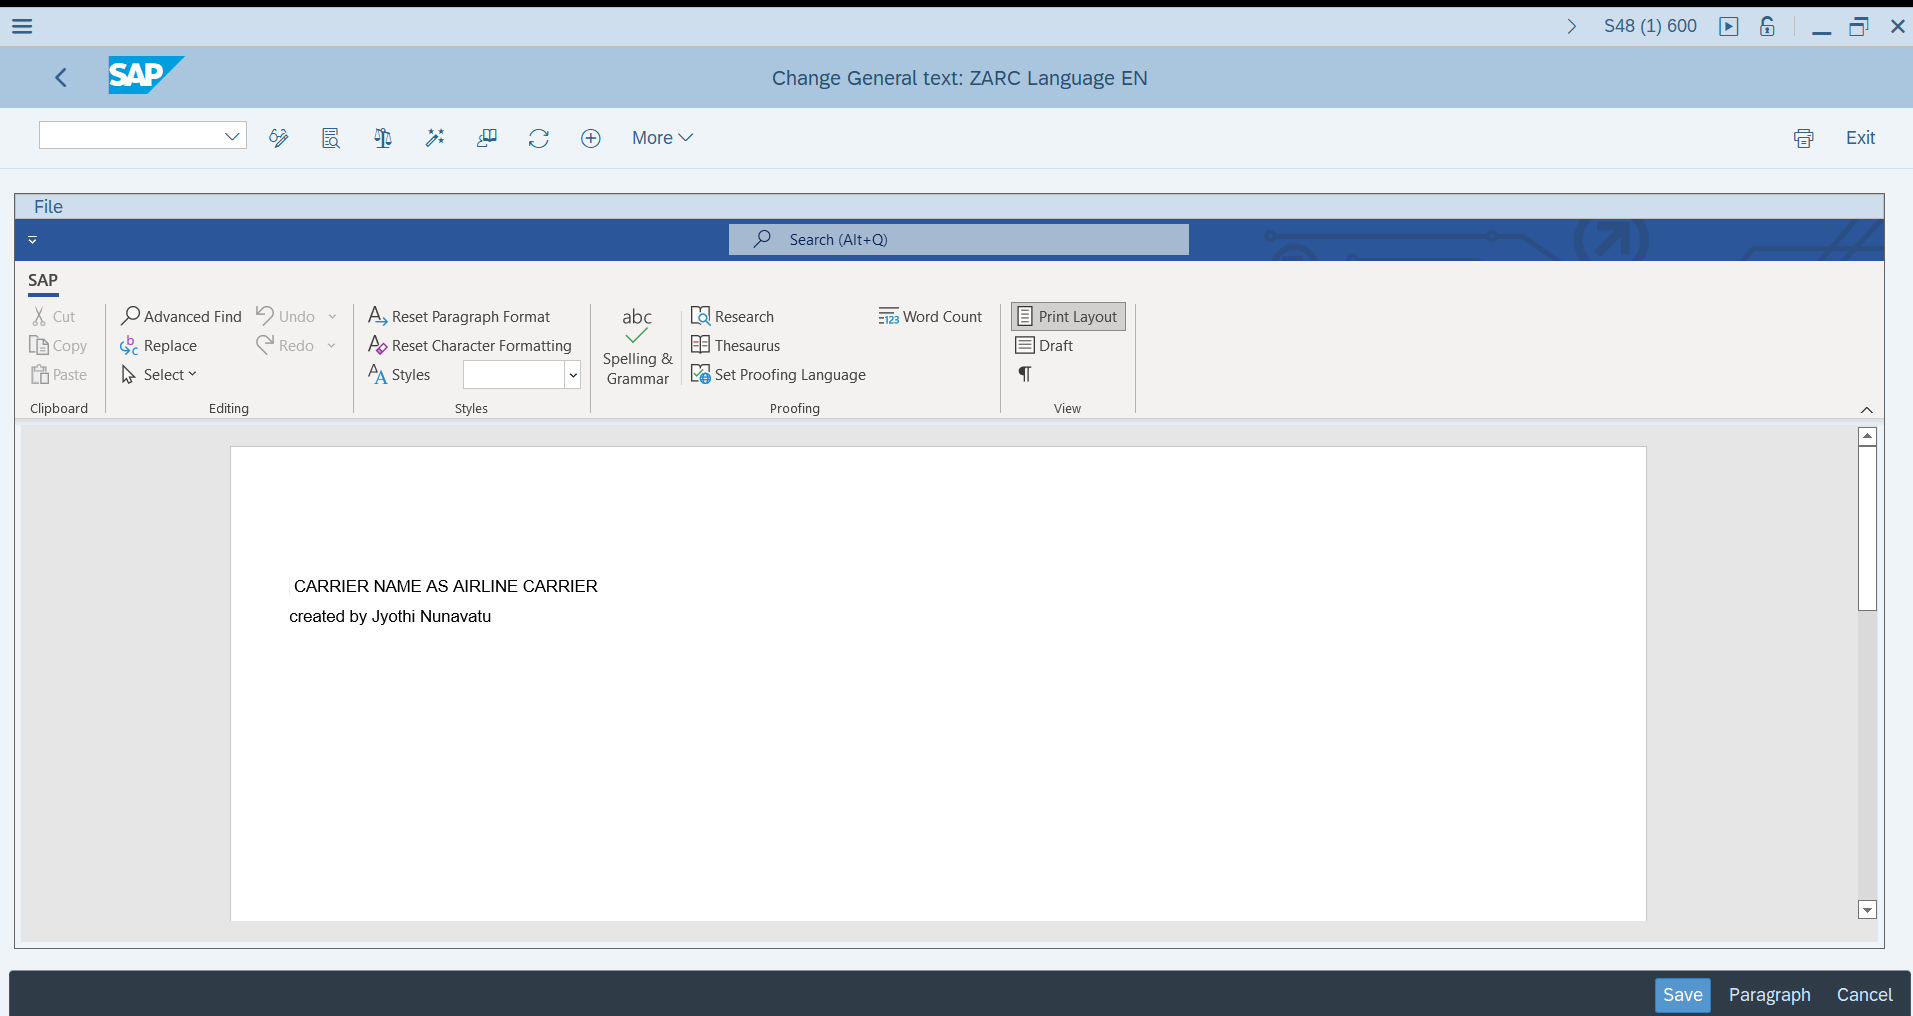 S48 (1) 600
SAP
Change General text: ZARC Language EN
More
Exit
File
Search (Alt+Q)
SAP
Cut
Copy
Paste
Clipboard
Advanced Find
Replace
Select
Undo
Redo
Editing
Reset Paragraph Format
Reset Character Formatting
Styles
Styles
abc
Spelling &
Grammar
Research
Thesaurus
Set Proofing Language
Word Count
Proofing
Print Layout
Draft
¶
View
CARRIER NAME AS AIRLINE CARRIER
created by Jyothi Nunavatu
Save Paragraph Cancel